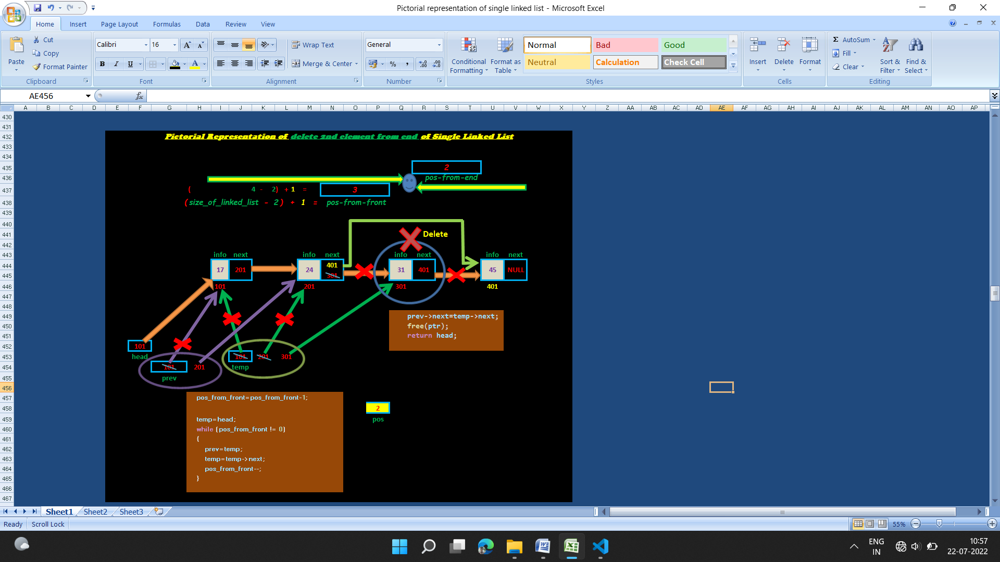 Pictorial representation of single linked list - Microsoft Excel
Home Insert Page Layout Formulas Data Review View
Paste
Cut
Copy
Format Painter
Clipboard
Calibri 16
B I U A
Font
Wrap Text
Merge & Center
Alignment
General
% ,
Number
Conditional Formatting
Format as Table
Normal Bad Good
Neutral Calculation Check Cell
Styles
Insert Delete Format
Cells
Σ AutoSum
Fill
Clear
Sort & Filter
Find & Select
Editing
AE456
fx
A B C D E F G H I J K L M N O P Q R S T U V W X Y Z AA AB AC AD AE AF AG AH AI AJ AK AL AM AN AO AP
430
431
432
433
434
435
436
437
438
439
440
441
442
443
444
445
446
447
448
449
450
451
452
453
454
455
456
457
458
459
460
461
462
463
464
465
466
467
Pictorial Representation of delete 2nd element from end of Single Linked List
2
pos-from-end
( 4 - 2) + 1 = 3
(size_of_linked_list - 2) + 1 = pos-from-front
Delete
info next info next info next info next
17 201 24 401 301 31 401 45 NULL
101 201 301 401
prev->next=temp->next;
free(ptr);
return head;
101
head
101 201 301
temp
101 201
prev
pos_from_front=pos_from_front-1;
temp=head;
while (pos_from_front != 0)
{
prev=temp;
temp=temp->next;
pos_from_front--;
}
2
pos
Sheet1 Sheet2 Sheet3
Ready Scroll Lock 55%
ENG
IN
10:57
22-07-2022